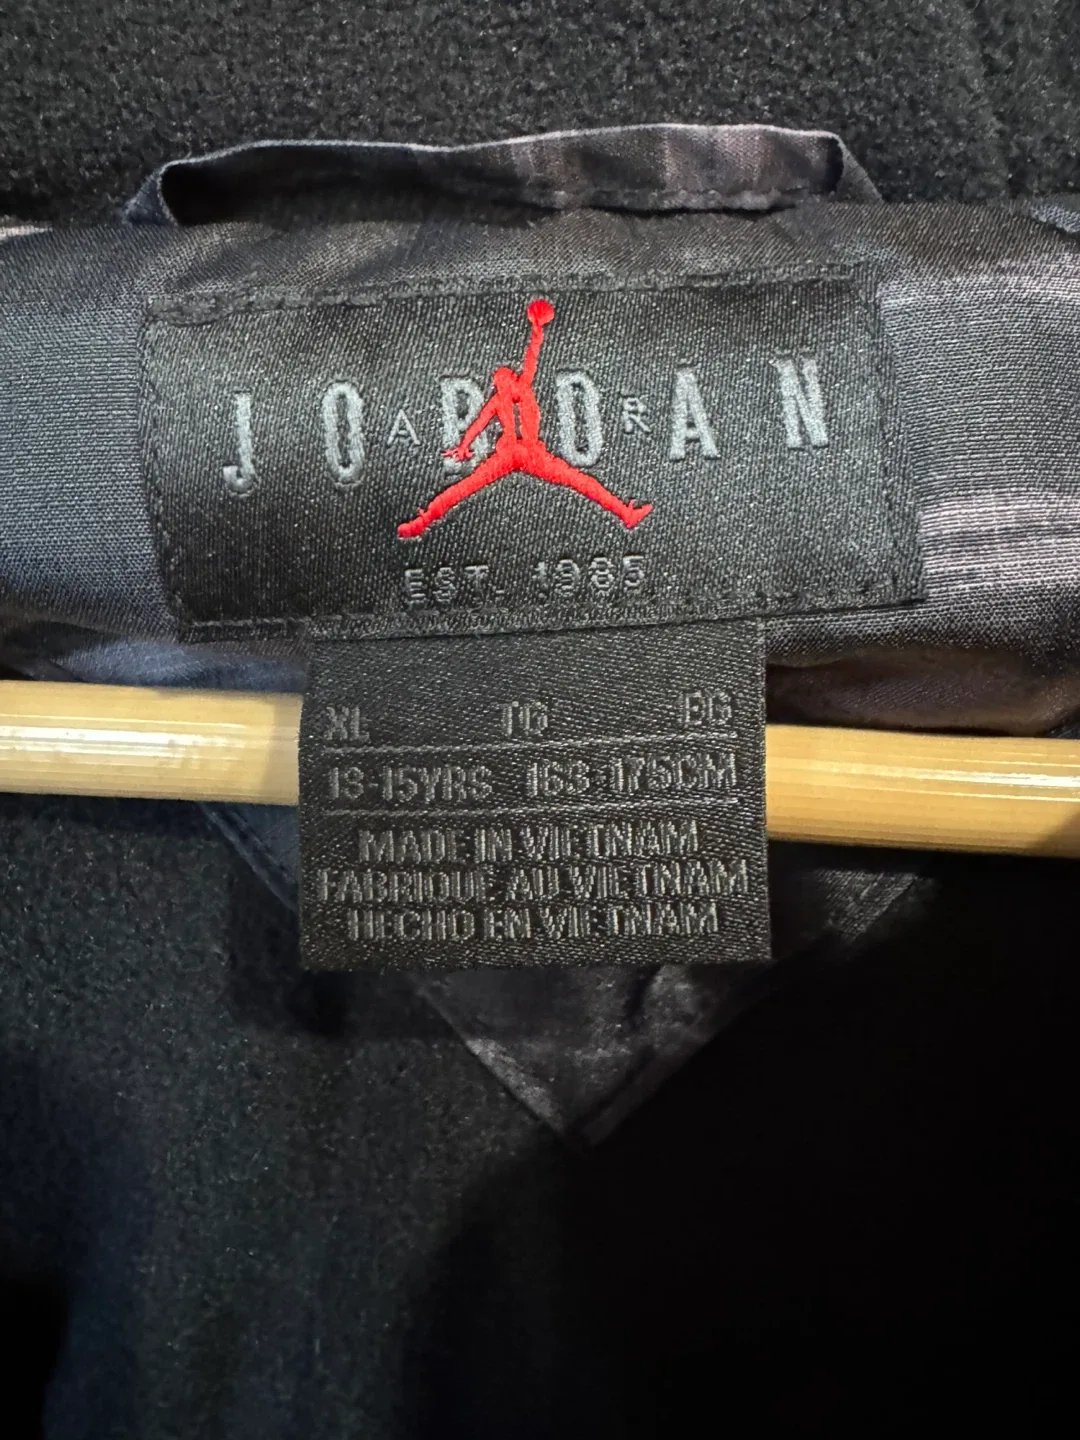 JORDAN
AIR
EST. 1985
XL TG EG
13-15YRS 163-175CM
MADE IN VIETNAM
FABRIQUE AU VIETNAM
HECHO EN VIETNAM